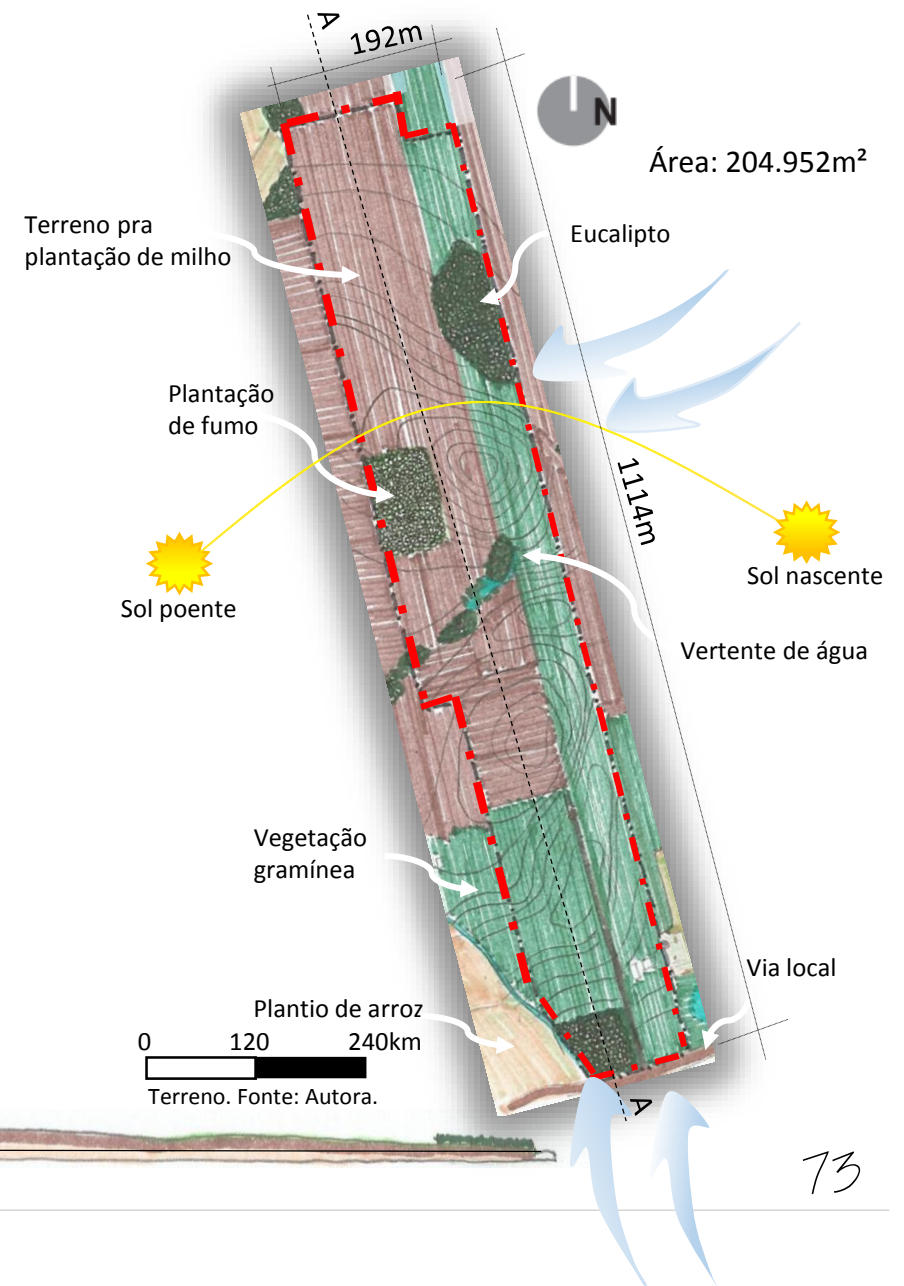 A
192m
N
Área: 204.952m²
Terreno pra
plantação de milho
Eucalipto
Plantação
de fumo
1114m
Sol poente
Sol nascente
Vertente de água
Vegetação
gramínea
Via local
Plantio de arroz
0 120 240km
Terreno. Fonte: Autora.
A
73